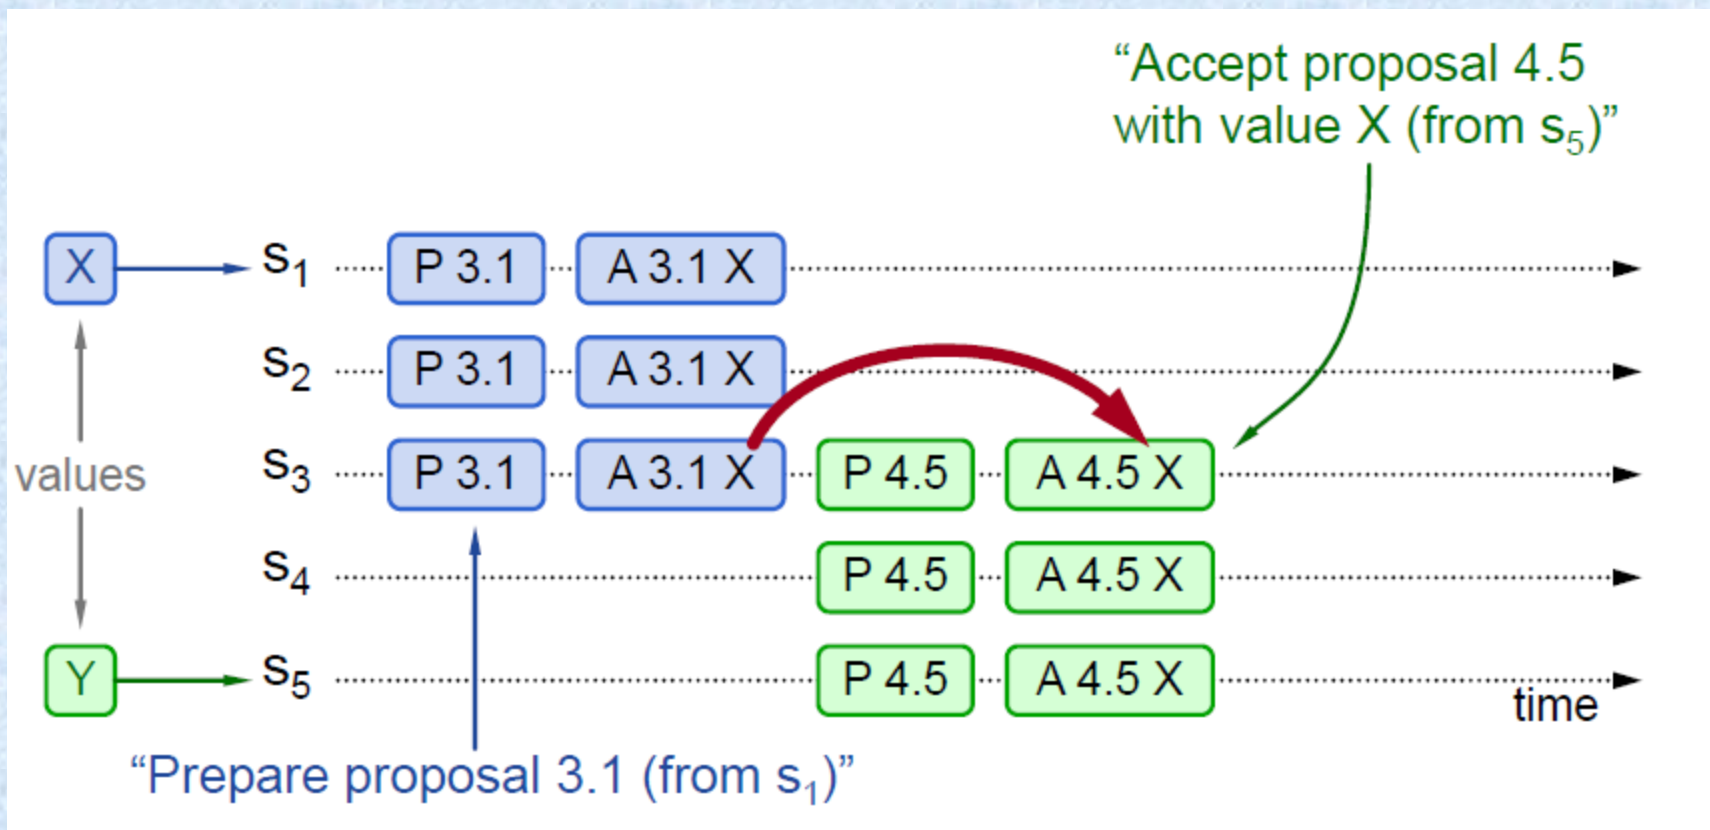 “Accept proposal 4.5
with value X (from s₅)”
X s₁ P 3.1 A 3.1 X
s₂ P 3.1 A 3.1 X
values s₃ P 3.1 A 3.1 X P 4.5 A 4.5 X
s₄ P 4.5 A 4.5 X
Y s₅ P 4.5 A 4.5 X
time
“Prepare proposal 3.1 (from s₁)”